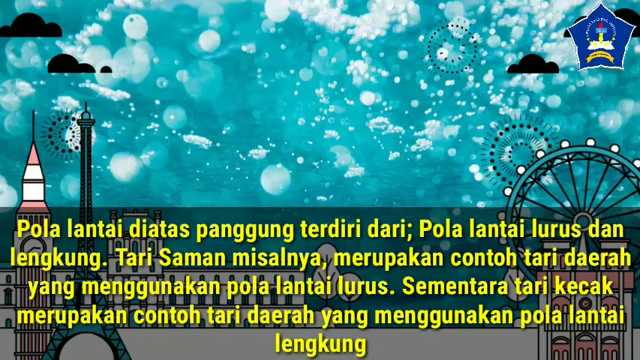 Pola lantai diatas panggung terdiri dari; Pola lantai lurus dan
lengkung. Tari Saman misalnya, merupakan contoh tari daerah
yang menggunakan pola lantai lurus. Sementara tari kecak
merupakan contoh tari daerah yang menggunakan pola lantai
lengkung